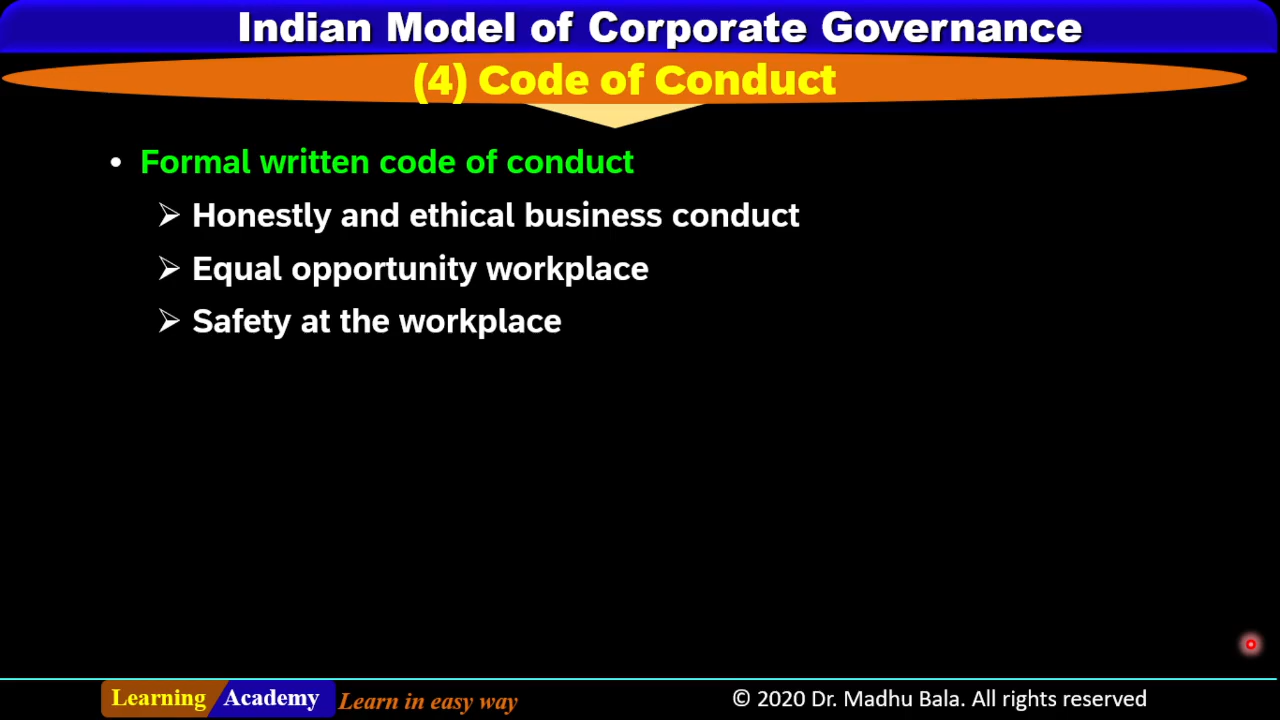 Indian Model of Corporate Governance
(4) Code of Conduct
• Formal written code of conduct
➢ Honestly and ethical business conduct
➢ Equal opportunity workplace
➢ Safety at the workplace
Learning Academy Learn in easy way © 2020 Dr. Madhu Bala. All rights reserved